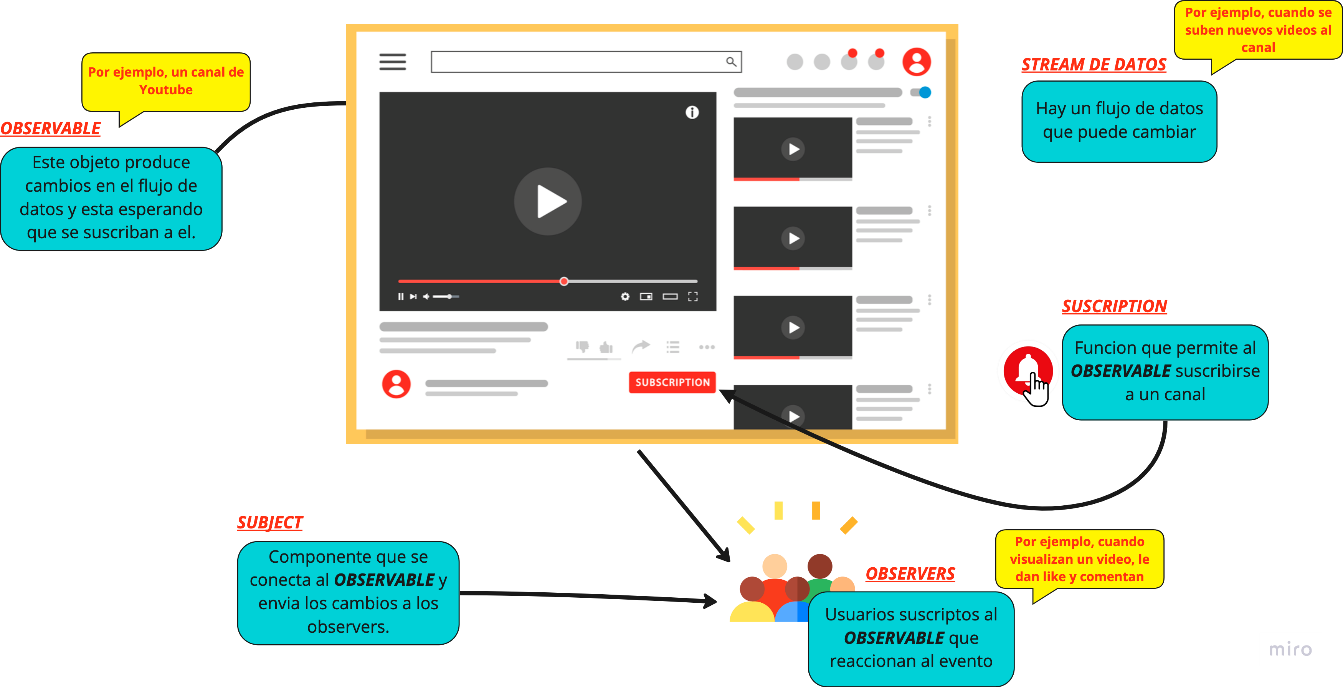 Por ejemplo, cuando se
suben nuevos videos al
canal
STREAM DE DATOS
Hay un flujo de datos
que puede cambiar
Por ejemplo, un canal de
Youtube
OBSERVABLE
Este objeto produce
cambios en el flujo de
datos y esta esperando
que se suscriban a el.
SUSCRIPTION
Funcion que permite al
OBSERVABLE suscribirse
a un canal
SUBSCRIPTION
SUBJECT
Componente que se
conecta al OBSERVABLE y
envia los cambios a los
observers.
Por ejemplo, cuando
visualizan un video, le
dan like y comentan
OBSERVERS
Usuarios suscriptos al
OBSERVABLE que
reaccionan al evento
miro